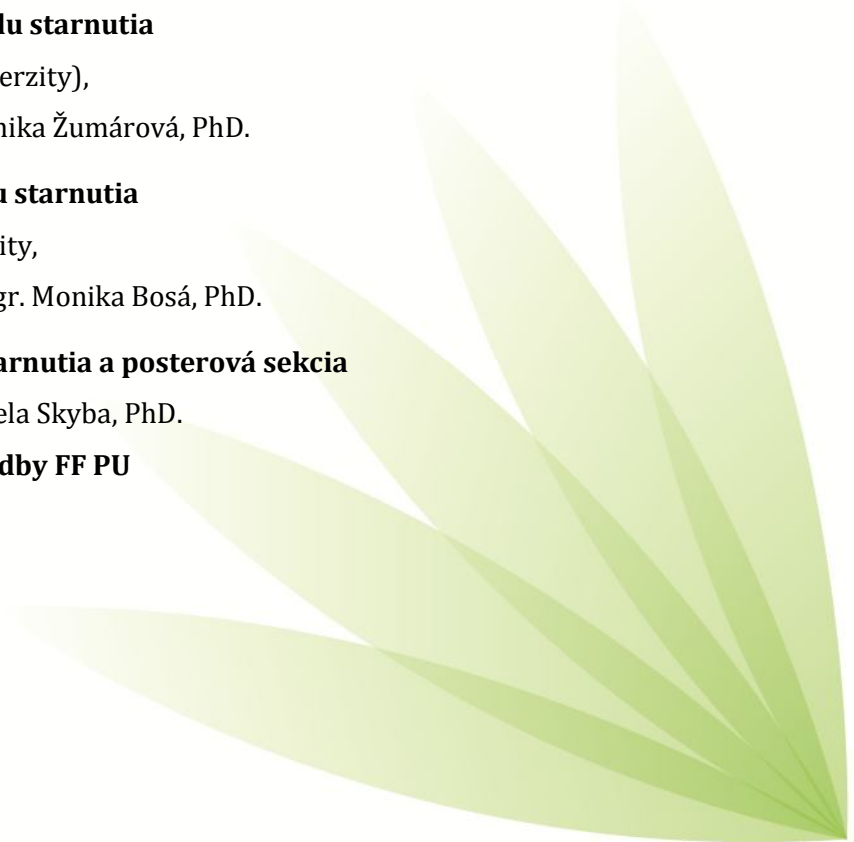 lu starnutia
erzity),
nika Žumárová, PhD.
u starnutia
ity,
gr. Monika Bosá, PhD.
arnutia a posterová sekcia
ela Skyba, PhD.
dby FF PU